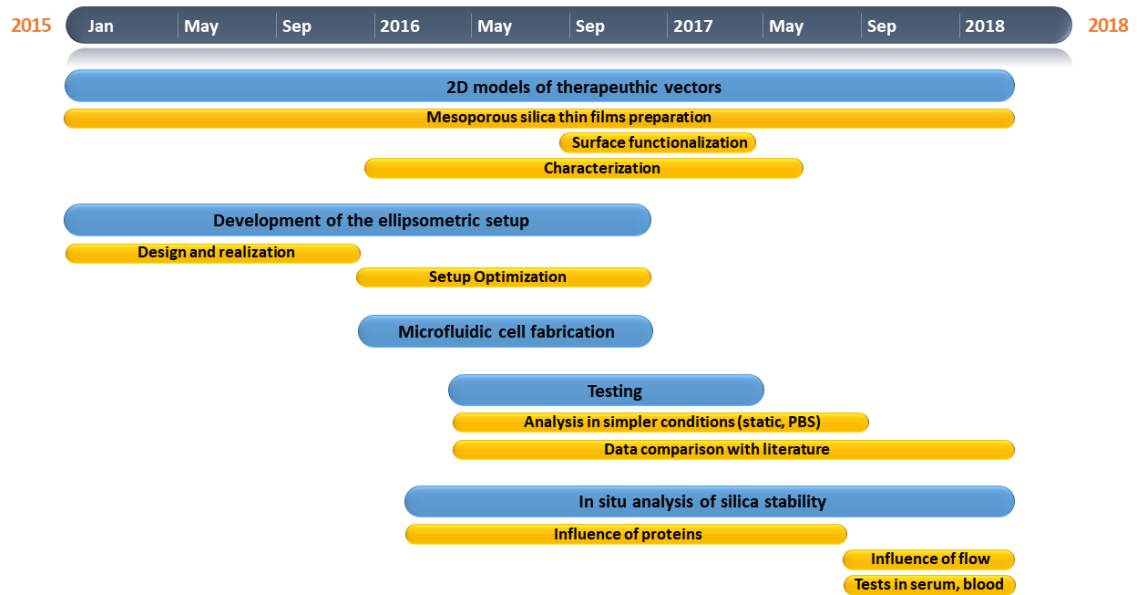 2015 Jan May Sep 2016 May Sep 2017 May Sep 2018 2018
2D models of therapeuthic vectors
Mesoporous silica thin films preparation
Surface functionalization
Characterization
Development of the ellipsometric setup
Design and realization
Setup Optimization
Microfluidic cell fabrication
Testing
Analysis in simpler conditions (static, PBS)
Data comparison with literature
In situ analysis of silica stability
Influence of proteins
Influence of flow
Tests in serum, blood